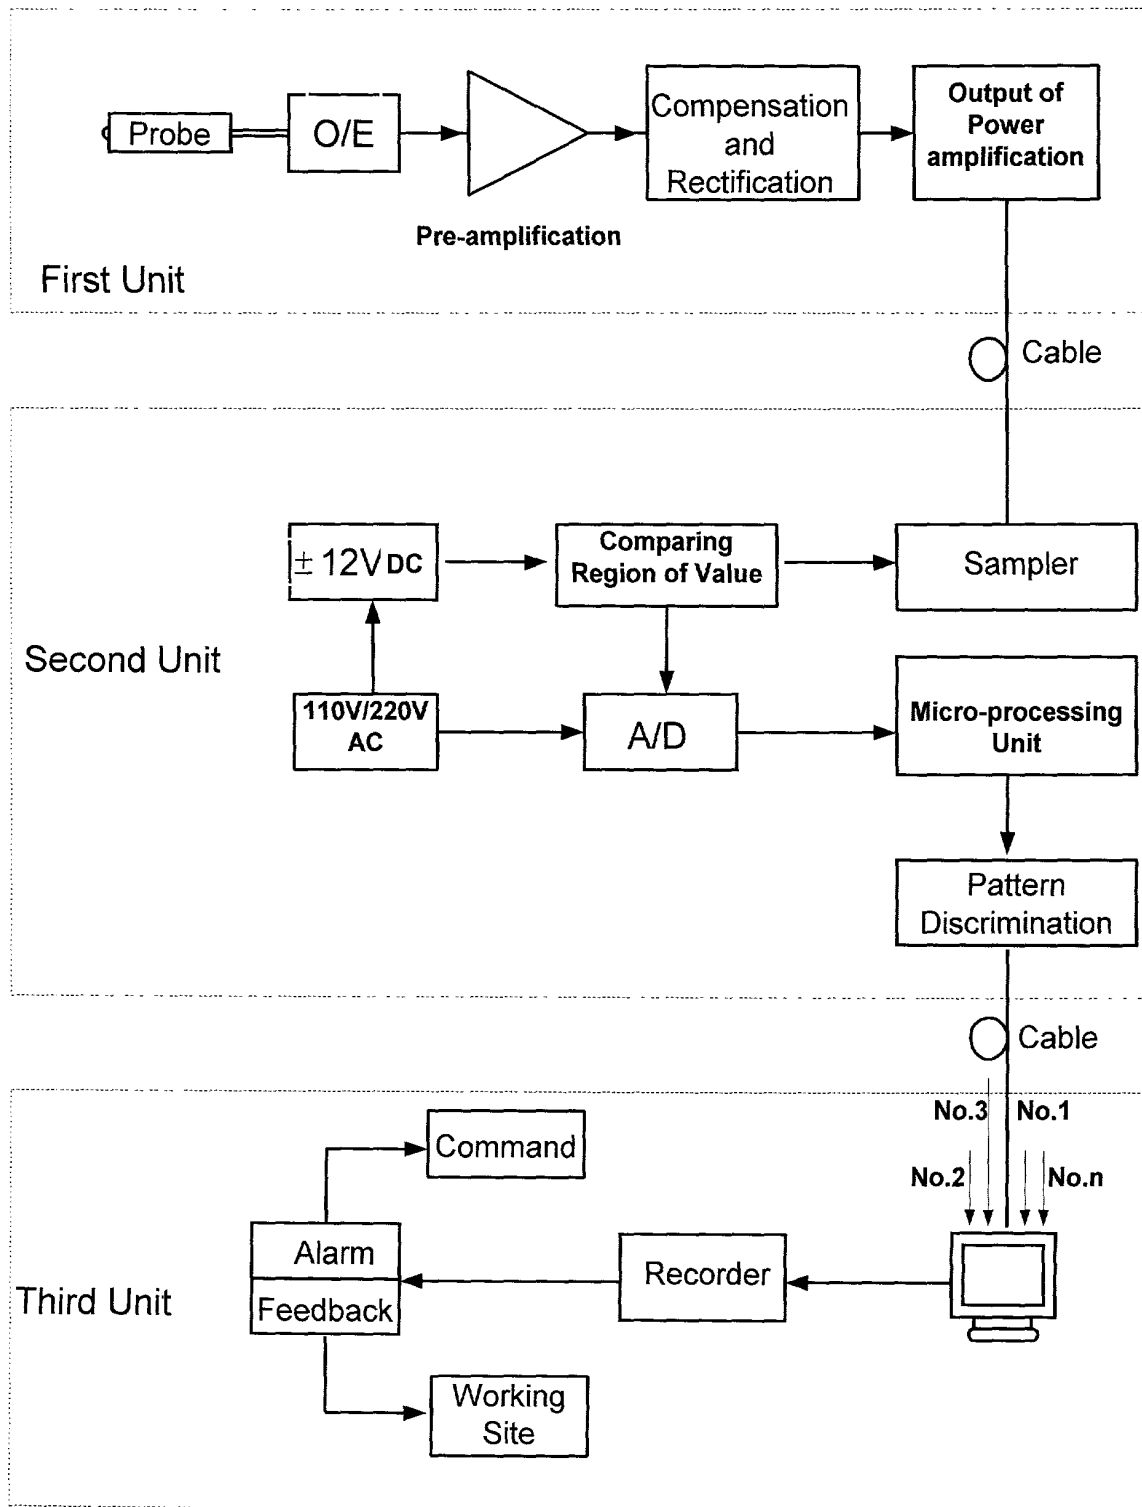 Probe
O/E
Compensation
and
Rectification
Output of
Power
amplification
Pre-amplification
First Unit
Cable
± 12V DC
Comparing
Region of Value
Sampler
Second Unit
110V/220V
AC
A/D
Micro-processing
Unit
Pattern
Discrimination
Cable
No.3
No.1
No.2
No.n
Command
Alarm
Feedback
Recorder
Third Unit
Working
Site